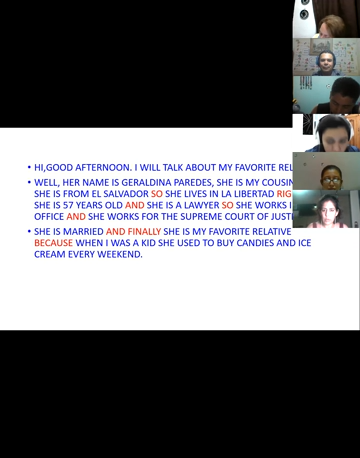 • HI,GOOD AFTERNOON. I WILL TALK ABOUT MY FAVORITE REL
• WELL, HER NAME IS GERALDINA PAREDES, SHE IS MY COUSIN
SHE IS FROM EL SALVADOR SO SHE LIVES IN LA LIBERTAD RIG
SHE IS 57 YEARS OLD AND SHE IS A LAWYER SO SHE WORKS I
OFFICE AND SHE WORKS FOR THE SUPREME COURT OF JUSTI
• SHE IS MARRIED AND FINALLY SHE IS MY FAVORITE RELATIVE
BECAUSE WHEN I WAS A KID SHE USED TO BUY CANDIES AND ICE
CREAM EVERY WEEKEND.